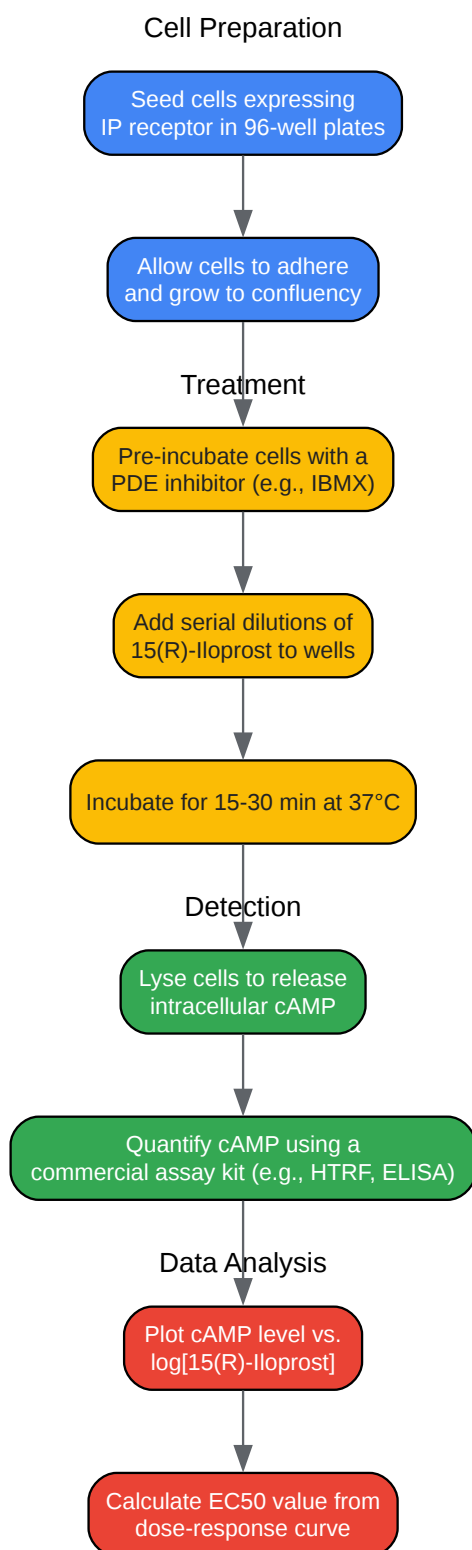 Cell Preparation
Seed cells expressing
IP receptor in 96-well plates
Allow cells to adhere
and grow to confluency
Treatment
Pre-incubate cells with a
PDE inhibitor (e.g., IBMX)
Add serial dilutions of
15(R)-Iloprost to wells
Incubate for 15-30 min at 37°C
Detection
Lyse cells to release
intracellular cAMP
Quantify cAMP using a
commercial assay kit (e.g., HTRF, ELISA)
Data Analysis
Plot cAMP level vs.
log[15(R)-Iloprost]
Calculate EC50 value from
dose-response curve